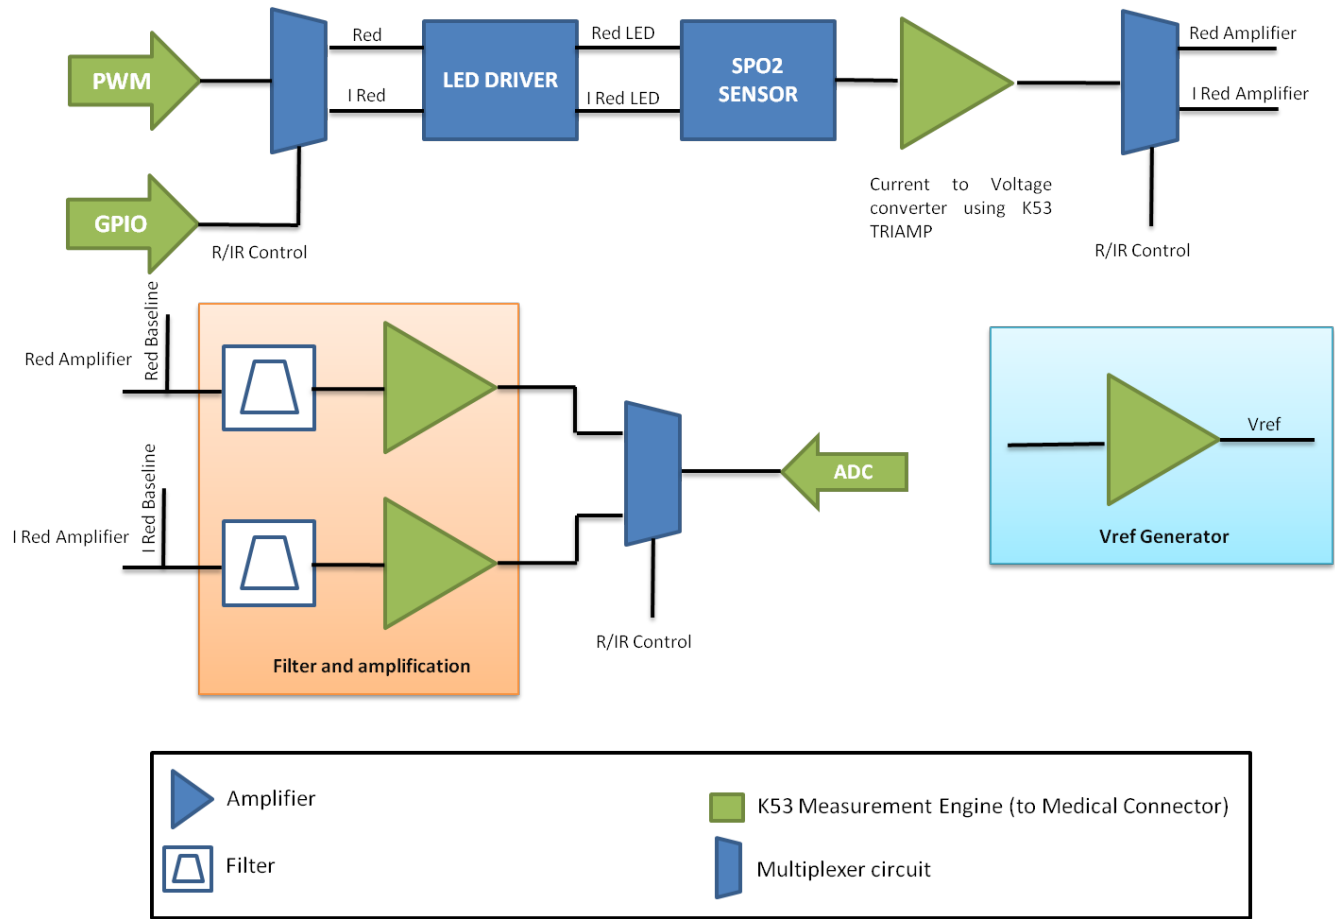 PWM
Red
I Red
LED DRIVER
Red LED
I Red LED
SPO2
SENSOR
Red Amplifier
I Red Amplifier
Current to Voltage
converter using K53
TRIAMP
GPIO
R/IR Control
R/IR Control
Red Amplifier
Red Baseline
I Red Amplifier
I Red Baseline
Filter and amplification
ADC
R/IR Control
Vref
Vref Generator
Amplifier
K53 Measurement Engine (to Medical Connector)
Filter
Multiplexer circuit